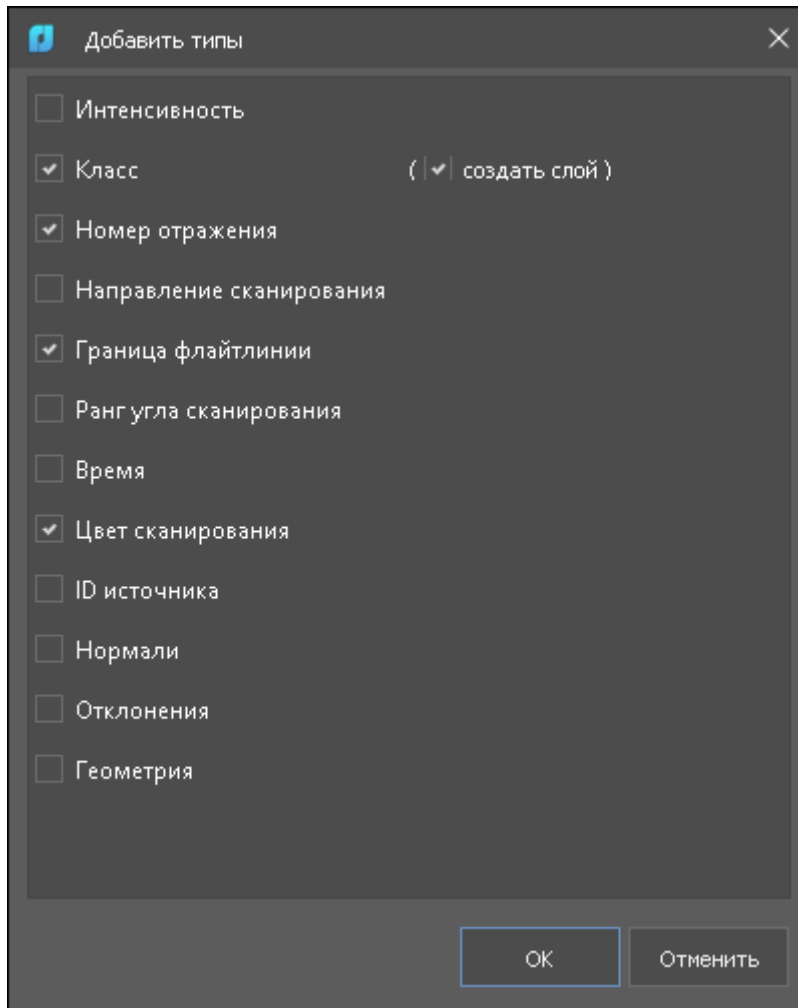 Добавить типы
Интенсивность
Класс ( создать слой )
Номер отражения
Направление сканирования
Граница флайтлинии
Ранг угла сканирования
Время
Цвет сканирования
ID источника
Нормали
Отклонения
Геометрия
ОК Отменить